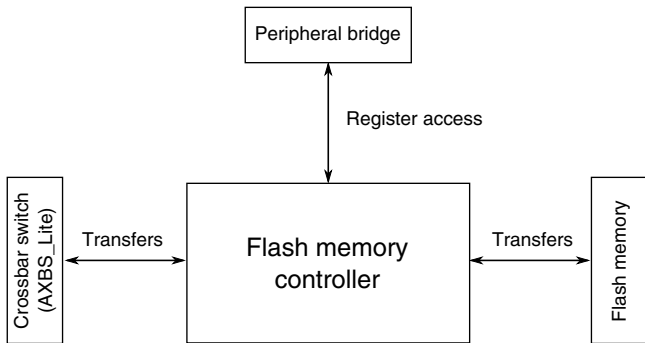 Peripheral bridge
Register access
Crossbar switch
(AXBS_Lite)
Transfers
Flash memory
controller
Transfers
Flash memory